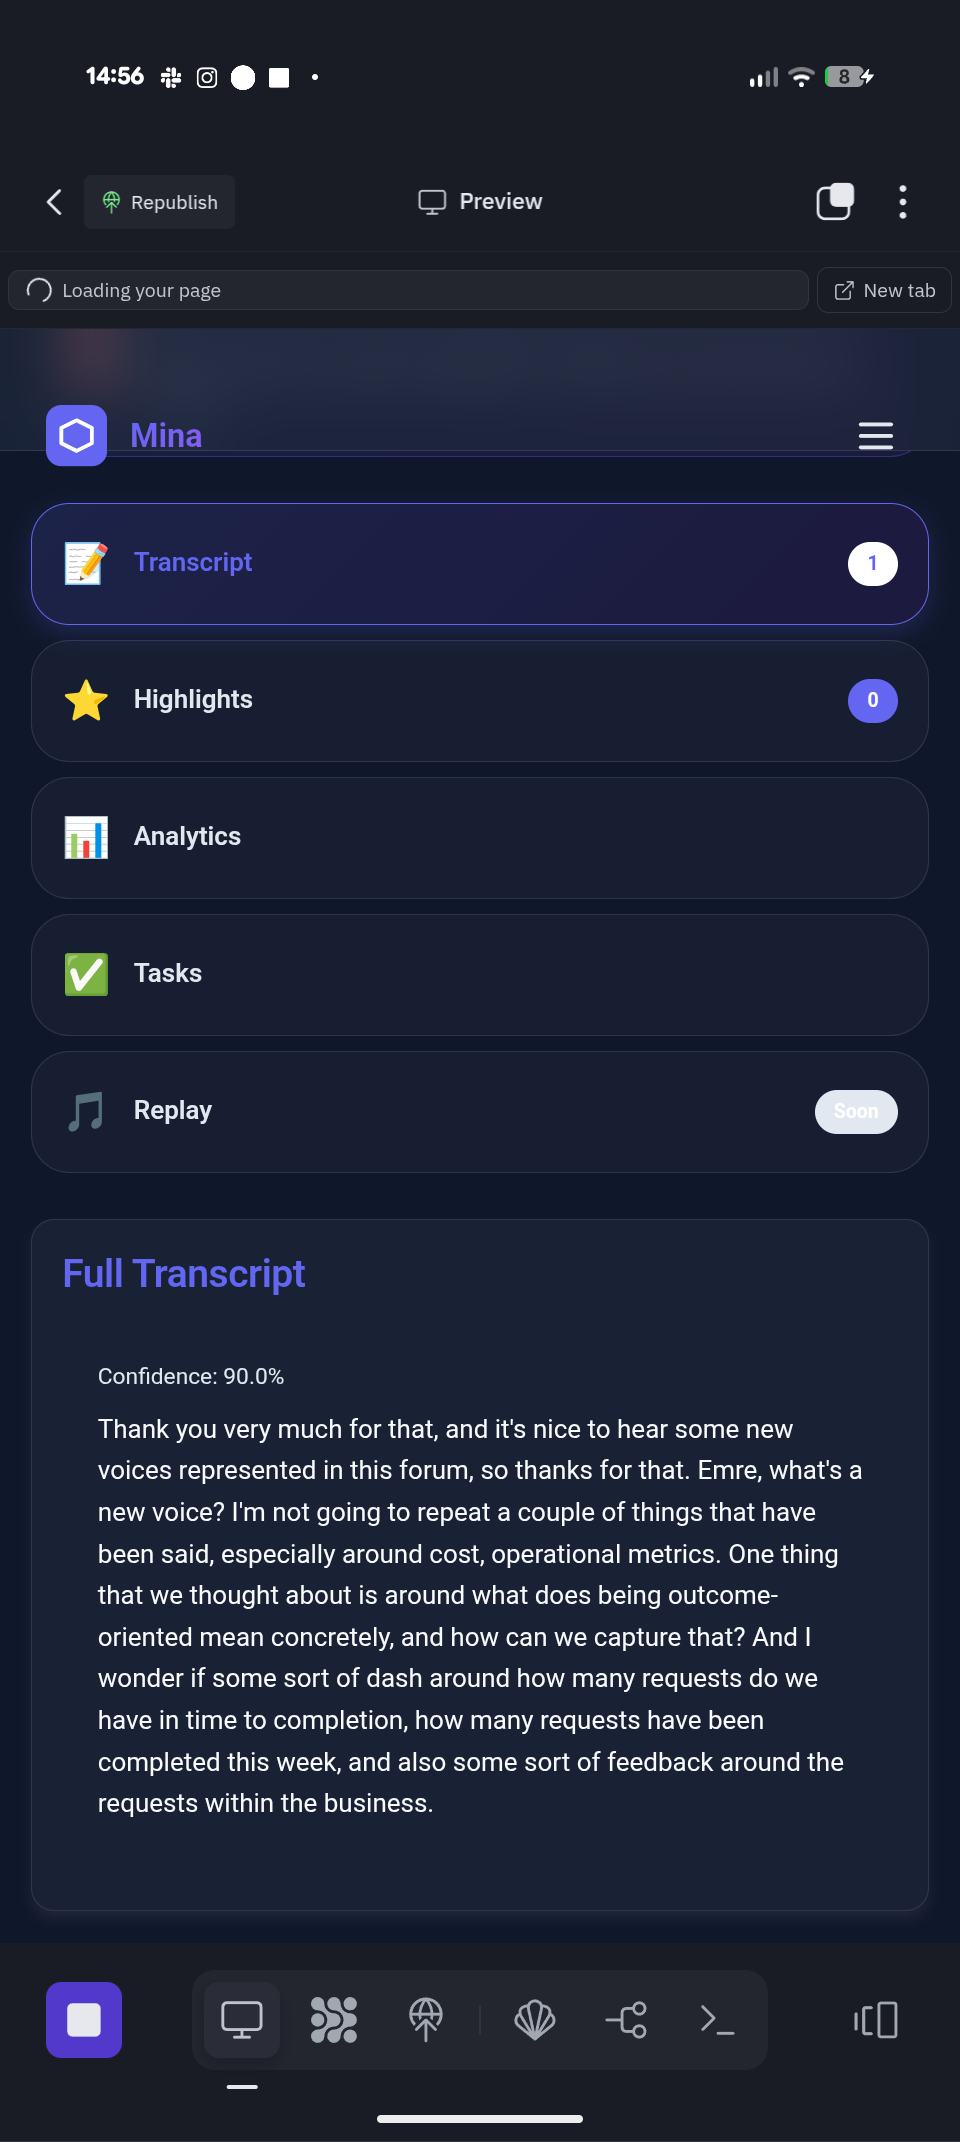 14:56
8
Republish
Preview
Loading your page
New tab
Mina
Transcript
1
Highlights
0
Analytics
Tasks
Replay
Soon
Full Transcript
Confidence: 90.0%
Thank you very much for that, and it's nice to hear some new
voices represented in this forum, so thanks for that. Emre, what's a
new voice? I'm not going to repeat a couple of things that have
been said, especially around cost, operational metrics. One thing
that we thought about is around what does being outcome-
oriented mean concretely, and how can we capture that? And I
wonder if some sort of dash around how many requests do we
have in time to completion, how many requests have been
completed this week, and also some sort of feedback around the
requests within the business.